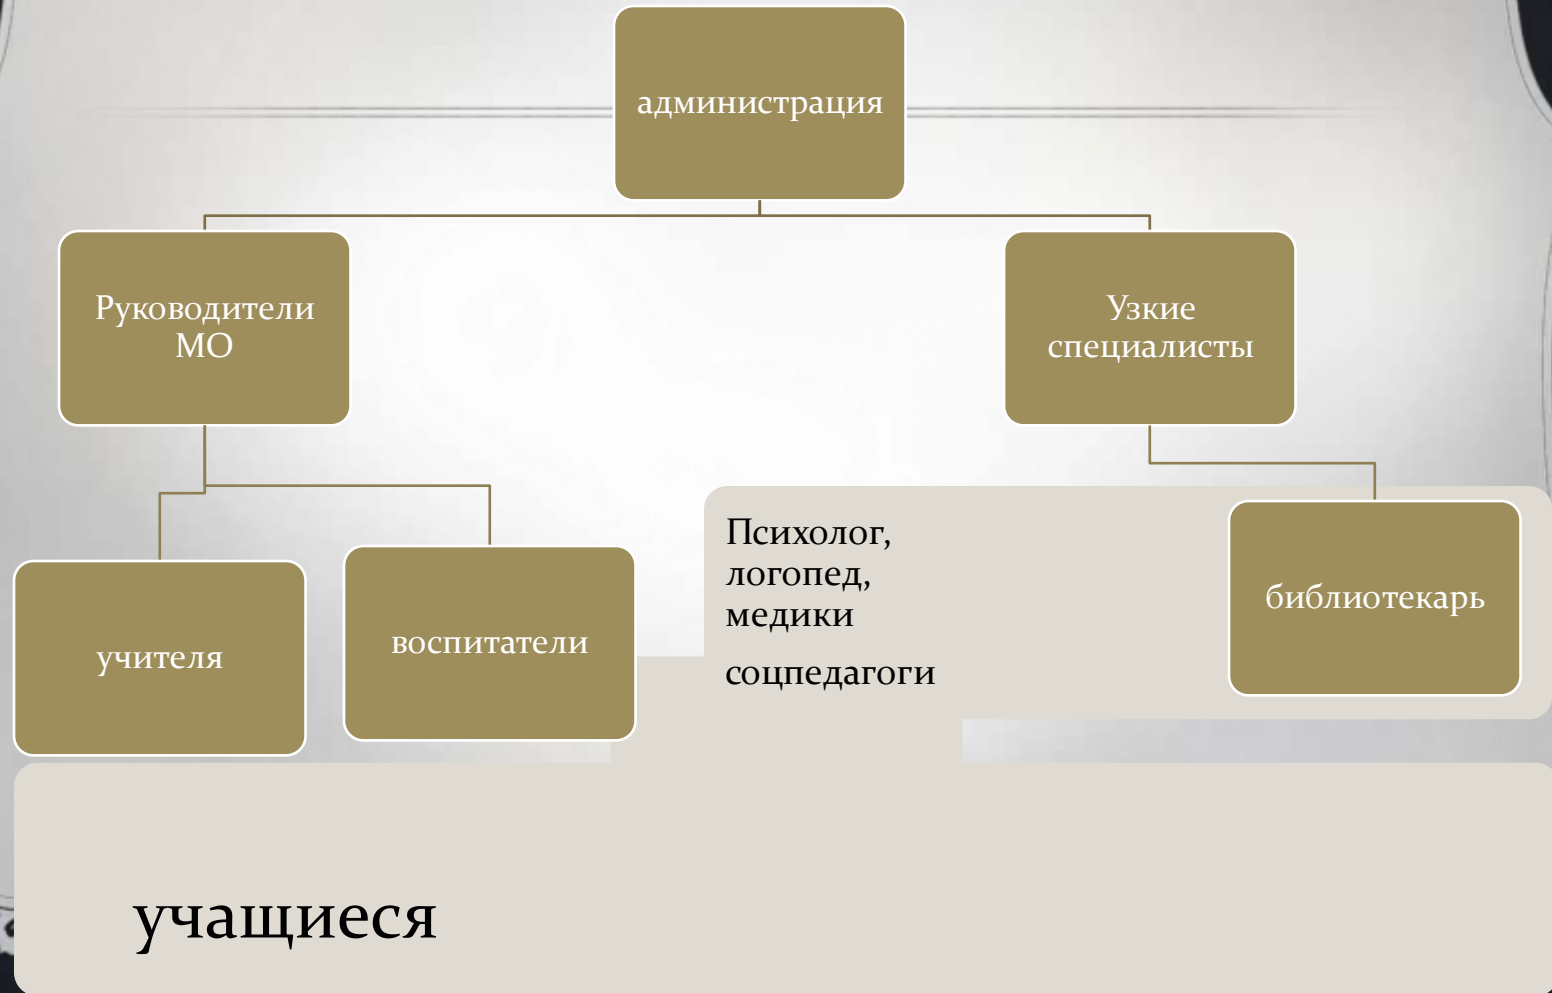 администрация
Руководители
МО
Узкие
специалисты
учителя
воспитатели
Психолог,
логопед,
медики
соцпедагоги
библиотекарь
учащиеся